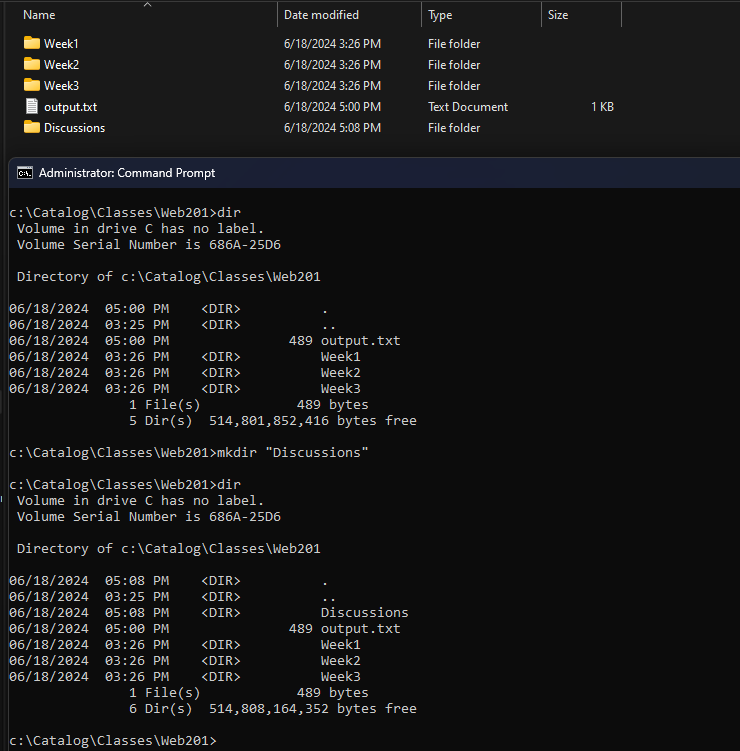 Name Date modified Type Size
Week1 6/18/2024 3:26 PM File folder
Week2 6/18/2024 3:26 PM File folder
Week3 6/18/2024 3:26 PM File folder
output.txt 6/18/2024 5:00 PM Text Document 1 KB
Discussions 6/18/2024 5:08 PM File folder
Administrator: Command Prompt
c:\Catalog\Classes\Web201>dir
Volume in drive C has no label.
Volume Serial Number is 686A-25D6
Directory of c:\Catalog\Classes\Web201
06/18/2024 05:00 PM <DIR> .
06/18/2024 03:25 PM <DIR> ..
06/18/2024 05:00 PM 489 output.txt
06/18/2024 03:26 PM <DIR> Week1
06/18/2024 03:26 PM <DIR> Week2
06/18/2024 03:26 PM <DIR> Week3
1 File(s) 489 bytes
5 Dir(s) 514,801,852,416 bytes free
c:\Catalog\Classes\Web201>mkdir "Discussions"
c:\Catalog\Classes\Web201>dir
Volume in drive C has no label.
Volume Serial Number is 686A-25D6
Directory of c:\Catalog\Classes\Web201
06/18/2024 05:08 PM <DIR> .
06/18/2024 03:25 PM <DIR> ..
06/18/2024 05:08 PM <DIR> Discussions
06/18/2024 05:00 PM 489 output.txt
06/18/2024 03:26 PM <DIR> Week1
06/18/2024 03:26 PM <DIR> Week2
06/18/2024 03:26 PM <DIR> Week3
1 File(s) 489 bytes
6 Dir(s) 514,808,164,352 bytes free
c:\Catalog\Classes\Web201>